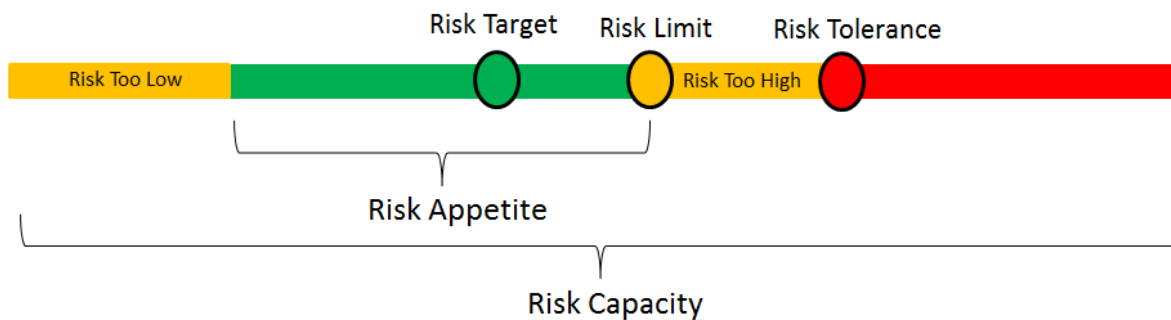 Risk Target
Risk Limit
Risk Tolerance
Risk Too Low
Risk Too High
Risk Appetite
Risk Capacity